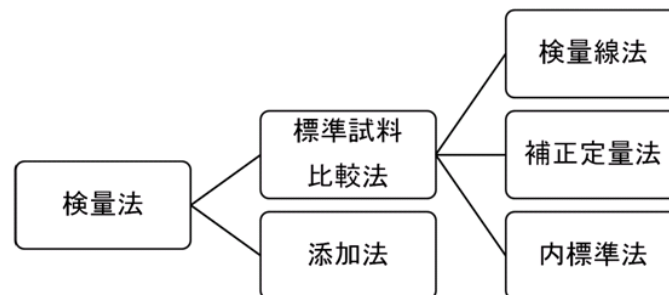 検量法
標準試料
比較法
添加法
検量線法
補正定量法
内標準法